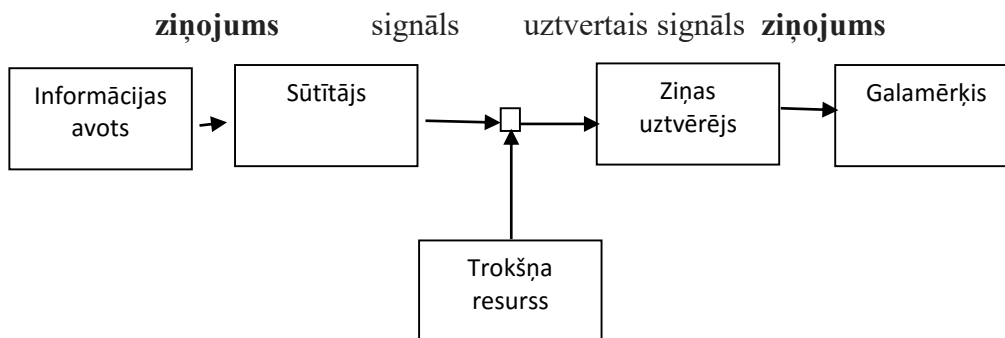 ziņojums signāls uztvertais signāls ziņojums
Informācijas
avots
Sūtītājs
Ziņas
uztvērējs
Galamērķis
Trokšņa
resurss